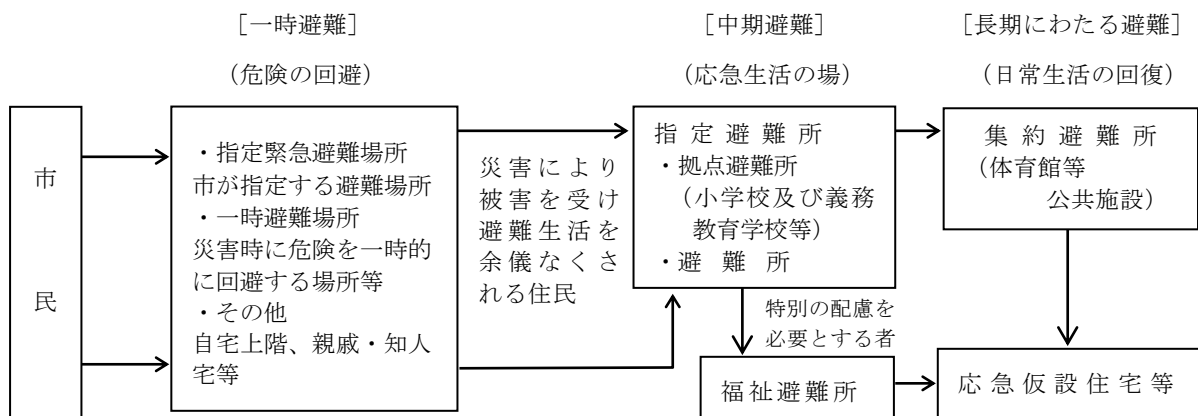 ［一時避難］
（危険の回避）
［中期避難］
（応急生活の場）
［長期にわたる避難］
（日常生活の回復）
市
民
・指定緊急避難場所
市が指定する避難場所
・一時避難場所
災害時に危険を一時的
に回避する場所等
・その他
自宅上階、親戚・知人
宅等
災害により
被害を受け
避難生活を
余儀なくさ
れる住民
指定避難所
・拠点避難所
（小学校及び義務
教育学校等）
・避難所
特別の配慮を
必要とする者
福祉避難所
集約避難所
（体育館等
公共施設）
応急仮設住宅等